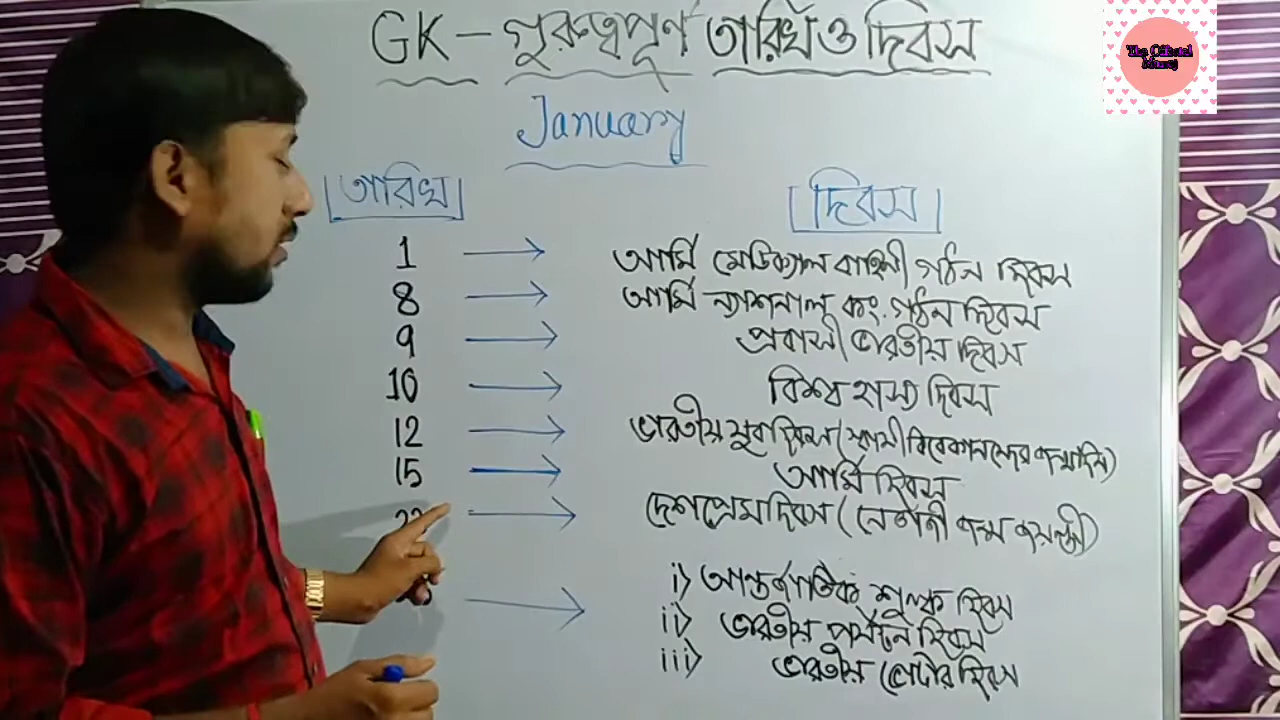 GK - গুরুত্বপূর্ণ তারিখ ও দিবস
The Official
January
তারিখ দিবস
1 → আর্মি মেডিক্যাল বাহিনী গঠন দিবস
8 → আর্মি ন্যাশনাল কং. গঠন দিবস
9 → প্রবাসী ভারতীয় দিবস
10 → বিশ্ব হাস্য দিবস
12 → ভারতীয় যুব দিবস (স্বামী বিবেকানন্দের জন্মদিন)
15 → আর্মি দিবস
→ দেশপ্রেম দিবস (নেতাজী জন্ম জয়ন্তী)
→ i) আন্তর্জাতিক শুল্ক দিবস
ii) ভারতীয় পর্যটন দিবস
iii) ভারতীয় ভোটার দিবস